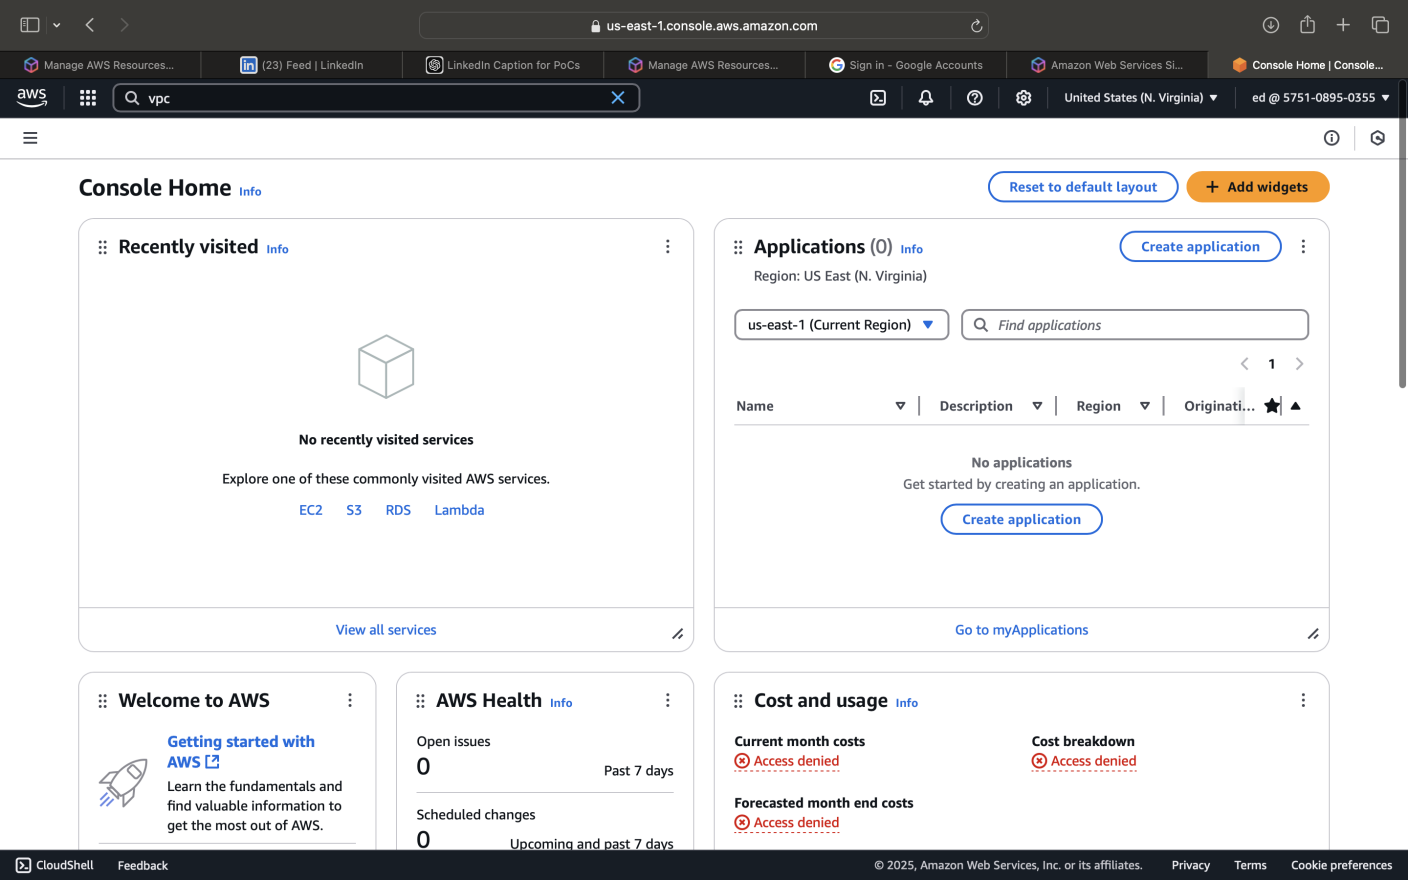 us-east-1.console.aws.amazon.com
Manage AWS Resources...
(23) Feed | LinkedIn
LinkedIn Caption for PoCs
Manage AWS Resources...
Sign in - Google Accounts
Amazon Web Services Si...
Console Home | Console...
aws
vpc
United States (N. Virginia)
ed @ 5751-0895-0355
Console Home Info
Reset to default layout
+ Add widgets
Recently visited Info
No recently visited services
Explore one of these commonly visited AWS services.
EC2 S3 RDS Lambda
View all services
Applications (0) Info
Create application
Region: US East (N. Virginia)
us-east-1 (Current Region)
Find applications
1
Name Description Region Originati...
No applications
Get started by creating an application.
Create application
Go to myApplications
Welcome to AWS
Getting started with
AWS
Learn the fundamentals and
find valuable information to
get the most out of AWS.
AWS Health Info
Open issues
0 Past 7 days
Scheduled changes
0 Upcoming and past 7 days
Cost and usage Info
Current month costs
Access denied
Cost breakdown
Access denied
Forecasted month end costs
Access denied
CloudShell Feedback
© 2025, Amazon Web Services, Inc. or its affiliates. Privacy Terms Cookie preferences